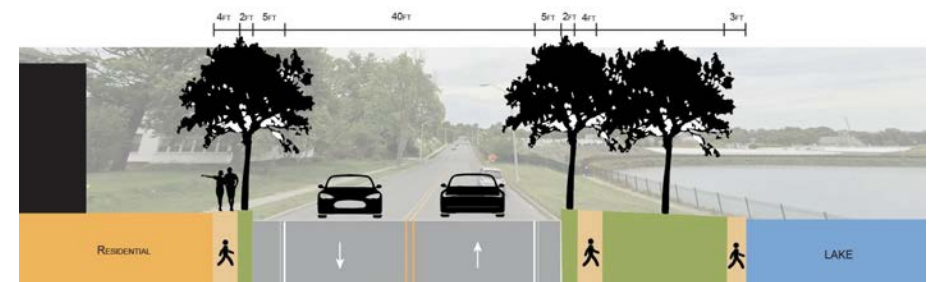 4FT 2FT 5FT 40FT 5FT 2FT 4FT 3FT
RESIDENTIAL
LAKE